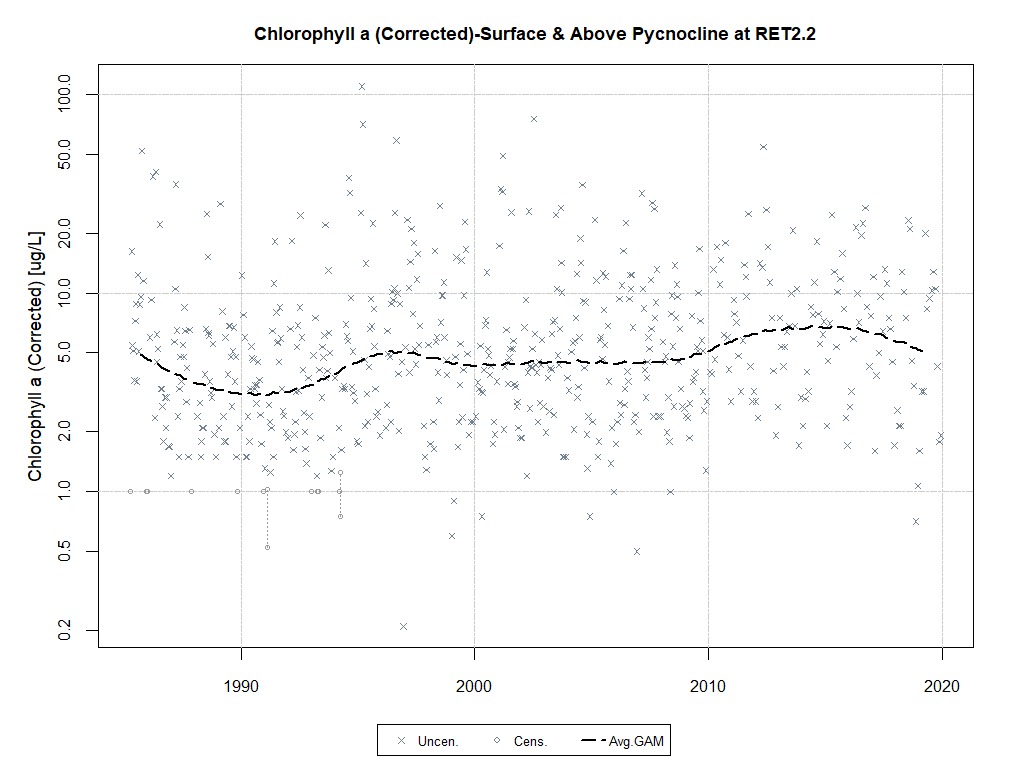 Chlorophyll a (Corrected)-Surface & Above Pycnocline at RET2.2
Chlorophyll a (Corrected) [ug/L]
100.0
50.0
20.0
10.0
5.0
2.0
1.0
0.5
0.2
1990 2000 2010 2020
Uncen. Cens. Avg.GAM